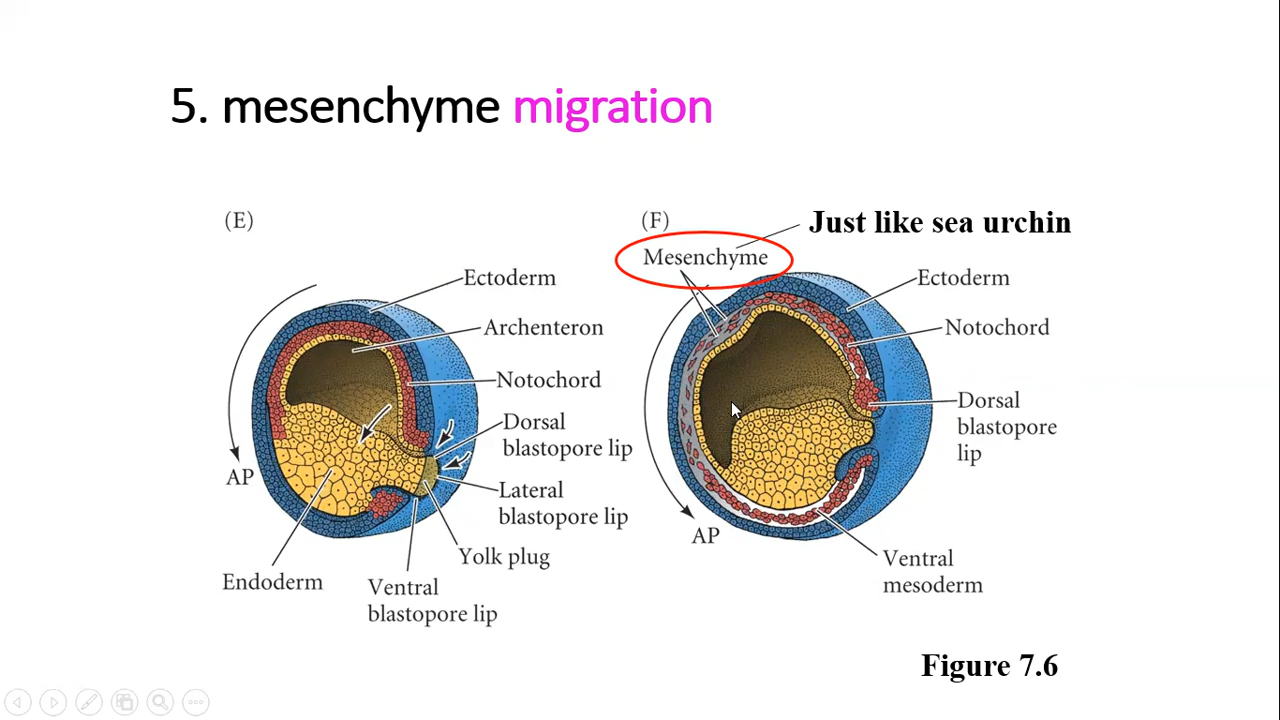 5. mesenchyme migration
(E)
Ectoderm
Archenteron
Notochord
Dorsal
blastopore lip
Lateral
blastopore lip
Yolk plug
Ventral
blastopore lip
Endoderm
AP
(F)
Just like sea urchin
Mesenchyme
Ectoderm
Notochord
Dorsal
blastopore
lip
Ventral
mesoderm
AP
Figure 7.6